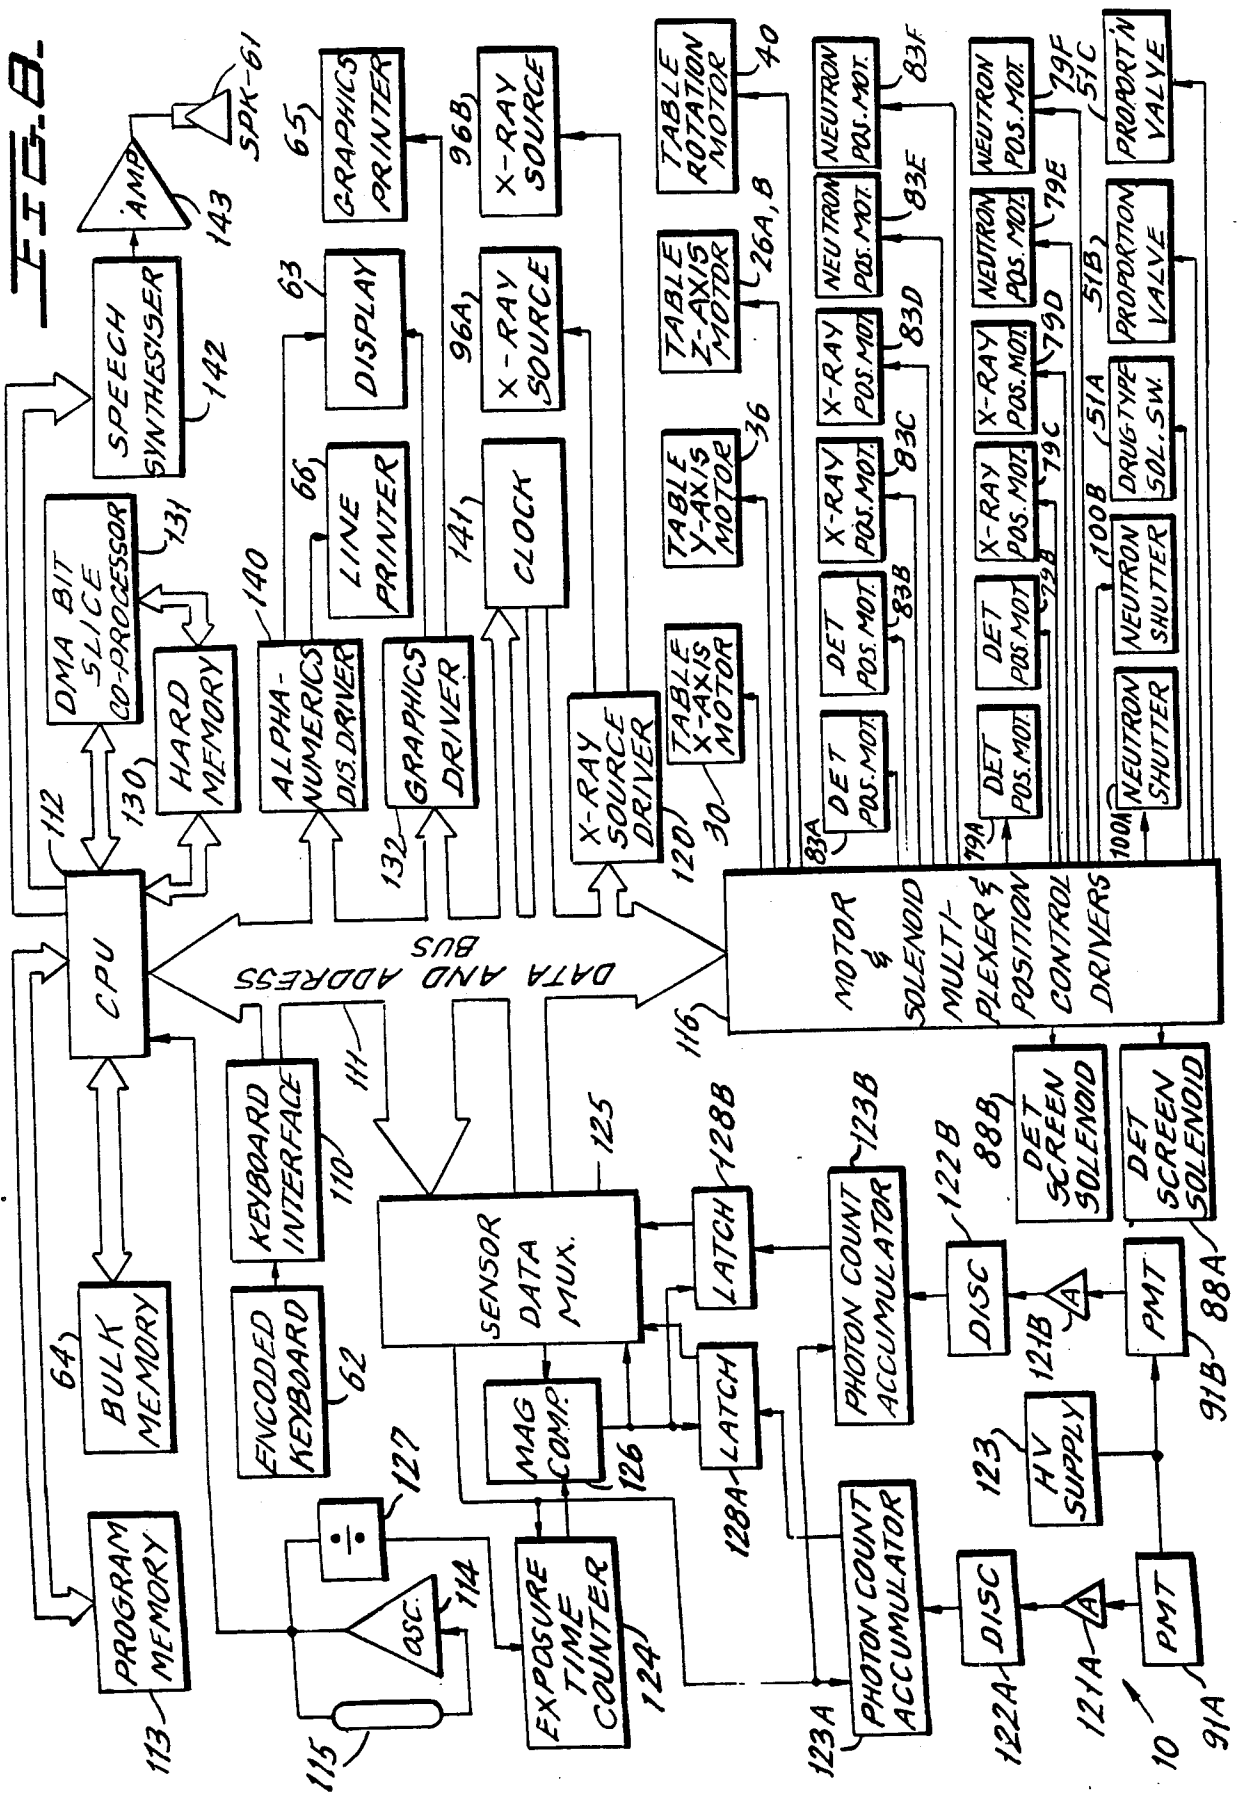 FIG. 8.
PROGRAM
MEMORY
113
64
BULK
MEMORY
CPU
112
DMA BIT
SLICE
CO-PROCESSOR
131
HARD
MEMORY
130
SPEECH
SYNTHESISER
142
AMP
143
SPK-61
115
OSC.
114
÷
127
ENCODED
KEYBOARD
62
KEYBOARD
INTERFACE
110
111
DATA AND ADDRESS
BUS
ALPHA-
NUMERICS
DIS. DRIVER
140
GRAPHICS
DRIVER
132
LINE
PRINTER
66
DISPLAY
63
GRAPHICS
PRINTER
65
CLOCK
141
X-RAY
SOURCE
96A
X-RAY
SOURCE
96B
X-RAY
SOURCE
DRIVER
120
EXPOSURE
TIME
COUNTER
124
MAG
COMP.
126
SENSOR
DATA
MUX.
125
LATCH
128A
LATCH
128B
PHOTON COUNT
ACCUMULATOR
123A
PHOTON COUNT
ACCUMULATOR
123B
DISC
122A
DISC
122B
A
121A
A
121B
PMT
91A
PMT
91B
HV
SUPPLY
123
10
DET
SCREEN
SOLENOID
88B
DET
SCREEN
SOLENOID
88A
MOTOR
&
SOLENOID
MULTI-
PLEXER &
POSITION
CONTROL
DRIVERS
116
TABLE
X-AXIS
MOTOR
30
TABLE
Y-AXIS
MOTOR
36
TABLE
Z-AXIS
MOTOR
26A, B
TABLE
ROTATION
MOTOR
40
DET
POS. MOT.
83A
DET
POS. MOT.
83B
X-RAY
POS. MOT.
83C
X-RAY
POS. MOT
83D
NEUTRON
POS. MOT.
83E
NEUTRON
POS. MOT.
83F
DET
POS. MOT.
79A
DET
POS. MOT
79B
X-RAY
POS. MOT.
79C
X-RAY
POS. MOT.
79D
NEUTRON
POS. MOT.
79E
NEUTRON
POS. MOT.
79F
NEUTRON
SHUTTER
100A
NEUTRON
SHUTTER
100B
DRUG-TYPE
SOL. SW.
51A
PROPORTION
VALVE
51B
PROPORT'N
VALVE
51C